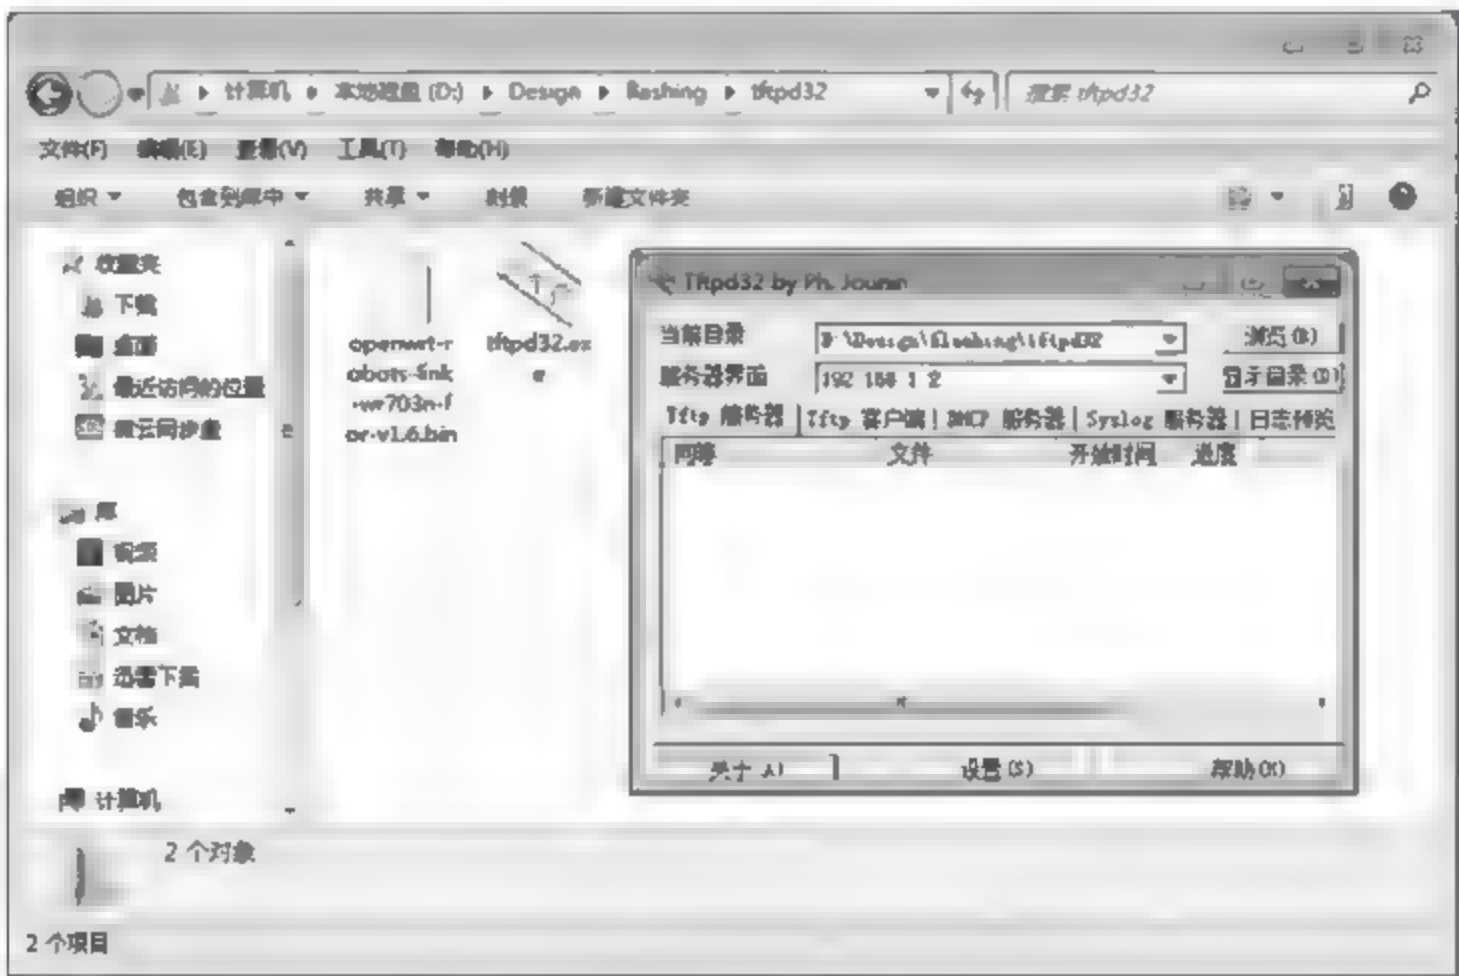 计算机 ▸ 本地磁盘 (D:) ▸ Design ▸ flashing ▸ tftpd32
搜索 tftpd32
文件(F) 编辑(E) 查看(V) 工具(T) 帮助(H)
组织 包含到库中 共享 刻录 新建文件夹
收藏夹
下载
桌面
最近访问的位置
库
视频
图片
文档
迅雷下载
音乐
计算机
openwrt-r
obots-link
-wr703n-f
or-v1.6.bin
tftpd32.ex
e
Tftpd32 by Ph. Jounin
当前目录 D:\Design\flashing\tftpd32 浏览(B)
服务器界面 192.168.1.2 显示目录(D)
Tftp 服务器 Tftp 客户端 DHCP 服务器 Syslog 服务器 日志预览
同等 文件 开始时间 进度
关于(A) 设置(S) 帮助(H)
2 个对象
2 个项目